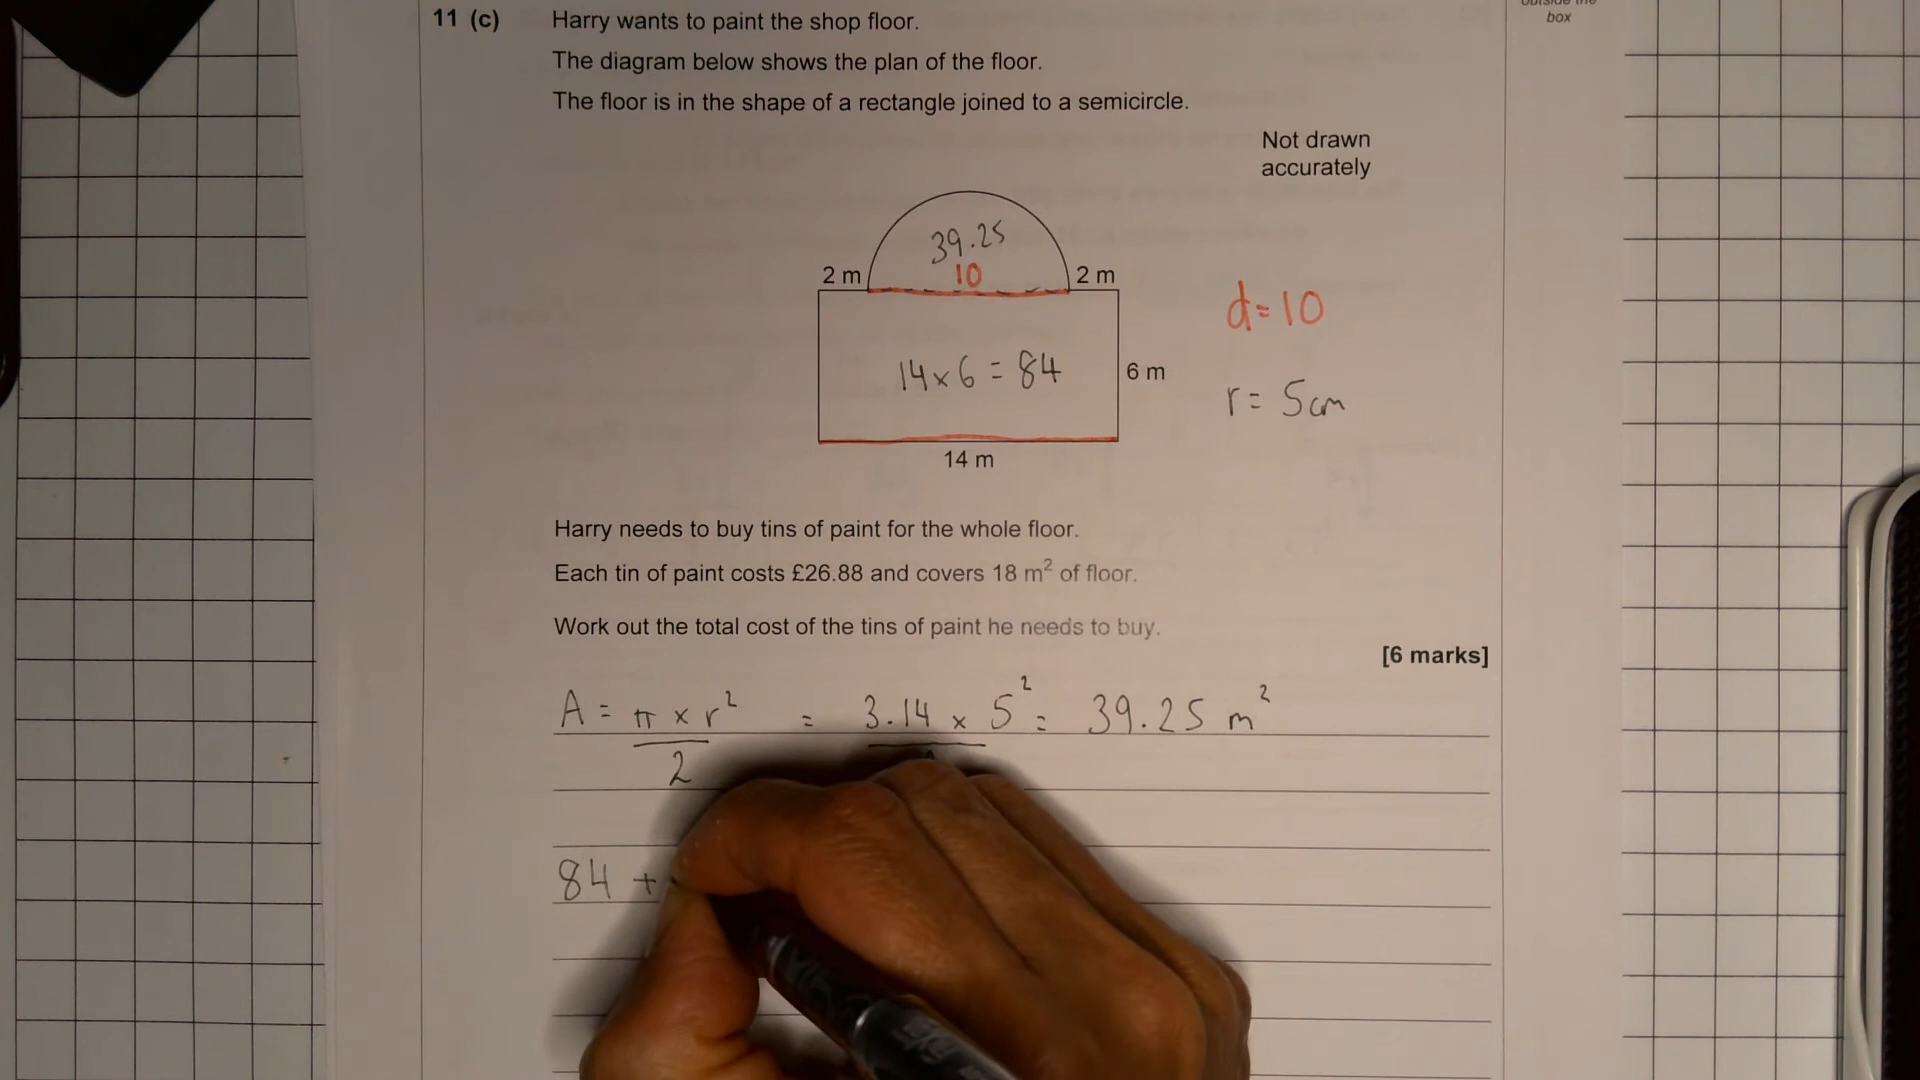 11 (c) Harry wants to paint the shop floor.
box
The diagram below shows the plan of the floor.
The floor is in the shape of a rectangle joined to a semicircle.
Not drawn
accurately
39.25
2 m 10 2 m
d = 10
14 × 6 = 84 6 m
r = 5cm
14 m
Harry needs to buy tins of paint for the whole floor.
Each tin of paint costs £26.88 and covers 18 m² of floor.
Work out the total cost of the tins of paint he needs to buy.
[6 marks]
A = π × r² = 3.14 × 5² = 39.25 m²
2
84 +